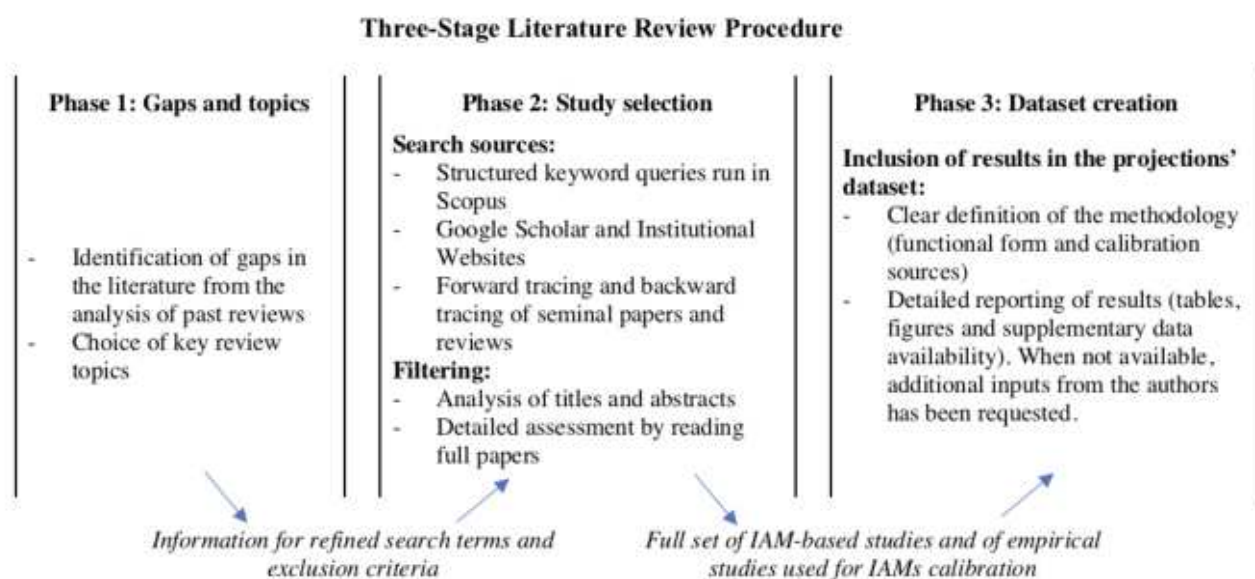 Three-Stage Literature Review Procedure
Phase 1: Gaps and topics
- Identification of gaps in
the literature from the
analysis of past reviews
- Choice of key review
topics
Phase 2: Study selection
Search sources:
- Structured keyword queries run in
Scopus
- Google Scholar and Institutional
Websites
- Forward tracing and backward
tracing of seminal papers and
reviews
Filtering:
- Analysis of titles and abstracts
- Detailed assessment by reading
full papers
Phase 3: Dataset creation
Inclusion of results in the projections'
dataset:
- Clear definition of the methodology
(functional form and calibration
sources)
- Detailed reporting of results (tables,
figures and supplementary data
availability). When not available,
additional inputs from the authors
has been requested.
Information for refined search terms and
exclusion criteria
Full set of IAM-based studies and of empirical
studies used for IAMs calibration